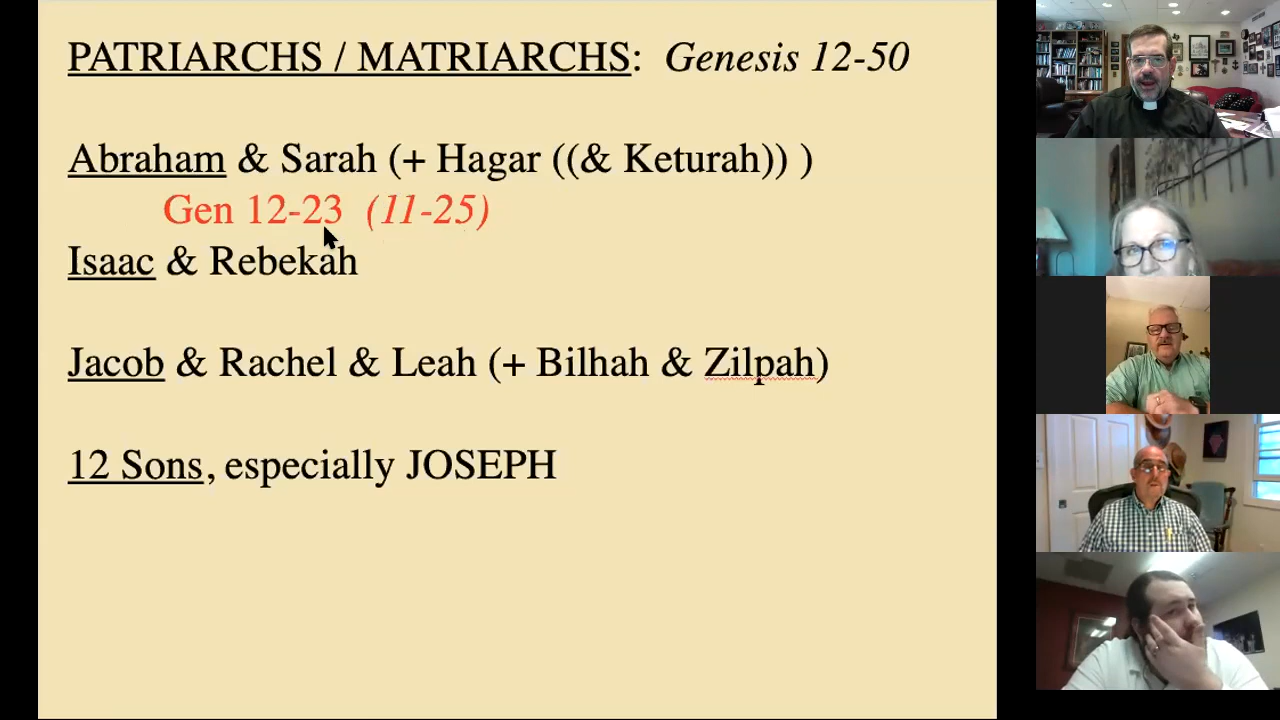 PATRIARCHS / MATRIARCHS: Genesis 12-50
Abraham & Sarah (+ Hagar ((& Keturah)) )
Gen 12-23 (11-25)
Isaac & Rebekah
Jacob & Rachel & Leah (+ Bilhah & Zilpah)
12 Sons, especially JOSEPH